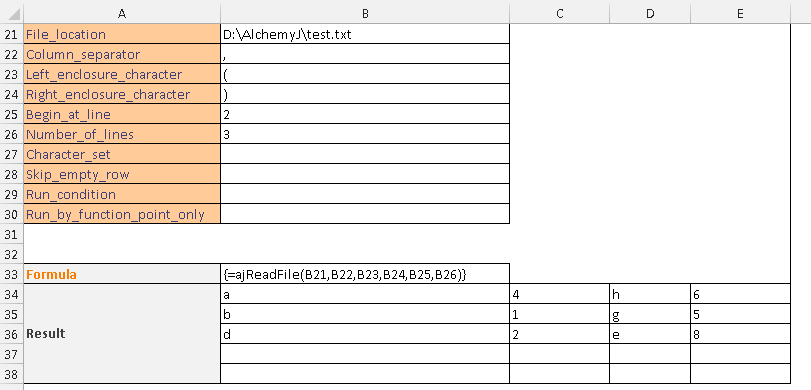 A B C D E
21 File_location D:\AlchemyJ\test.txt
22 Column_separator ,
23 Left_enclosure_character (
24 Right_enclosure_character )
25 Begin_at_line 2
26 Number_of_lines 3
27 Character_set
28 Skip_empty_row
29 Run_condition
30 Run_by_function_point_only
31
32
33 Formula {=ajReadFile(B21,B22,B23,B24,B25,B26)}
34 a 4 h 6
35 b 1 g 5
36 Result d 2 e 8
37
38